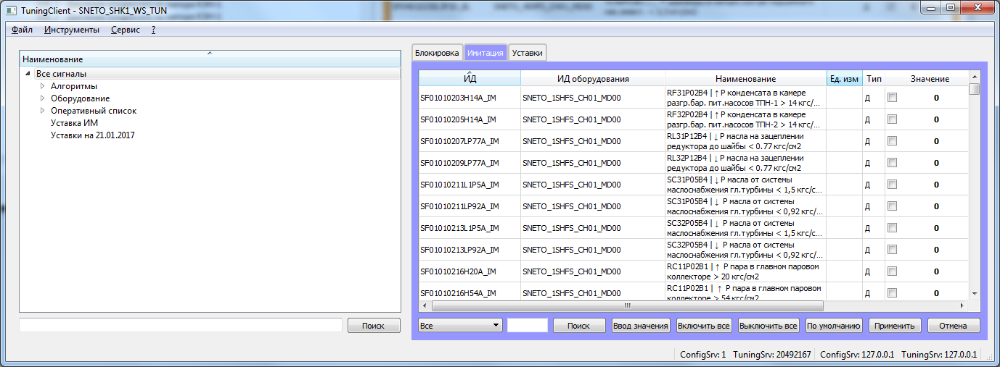 TuningClient - SNETO_SHK1_WS_TUN
Файл Инструменты Сервис ?
Наименование
Все сигналы
Алгоритмы
Оборудование
Оперативный список
Уставка ИМ
Уставки на 21.01.2017
Поиск
Блокировка Имитация Уставки
ИД ИД оборудования Наименование Ед. изм Тип Значение
SF01010203H14A_IM SNETO_1SHFS_CH01_MD00 RF31P02B4 | ↑ Р конденсата в камере Д 0
разгр.бар. пит.насосов ТПН-1 > 14 кгс/...
SF01010205H14A_IM SNETO_1SHFS_CH01_MD00 RF32P02B4 | ↑ Р конденсата в камере Д 0
разгр.бар. пит.насосов ТПН-2 > 14 кгс/...
SF01010207LP77A_IM SNETO_1SHFS_CH01_MD00 RL31P12B4 | ↓ Р масла на зацеплении Д 0
редуктора до шайбы < 0.77 кгс/см2
SF01010209LP77A_IM SNETO_1SHFS_CH01_MD00 RL32P12B4 | ↓ Р масла на зацеплении Д 0
редуктора до шайбы < 0.77 кгс/см2
SF01010211L1P5A_IM SNETO_1SHFS_CH01_MD00 SC31P05B4 | ↓ Р масла от системы Д 0
маслоснабжения гл.турбины < 1,5 кгс/с...
SF01010211LP92A_IM SNETO_1SHFS_CH01_MD00 SC31P05B4 | ↓ Р масла от системы Д 0
маслоснабжения гл.турбины < 0,92 кгс/...
SF01010213L1P5A_IM SNETO_1SHFS_CH01_MD00 SC32P05B4 | ↓ Р масла от системы Д 0
маслоснабжения гл.турбины < 1,5 кгс/с...
SF01010213LP92A_IM SNETO_1SHFS_CH01_MD00 SC32P05B4 | ↓ Р масла от системы Д 0
маслоснабжения гл.турбины < 0,92 кгс/...
SF01010216H20A_IM SNETO_1SHFS_CH01_MD00 RC11P02B1 | ↑ Р пара в главном паровом Д 0
коллекторе > 20 кгс/см2
SF01010216H54A_IM SNETO_1SHFS_CH01_MD00 RC11P02B1 | ↑ Р пара в главном паровом Д 0
коллекторе > 54 кгс/см2
Все Поиск Ввод значения Включить все Выключить все По умолчанию Применить Отмена
ConfigSrv: 1 TuningSrv: 20492167 ConfigSrv: 127.0.0.1 TuningSrv: 127.0.0.1